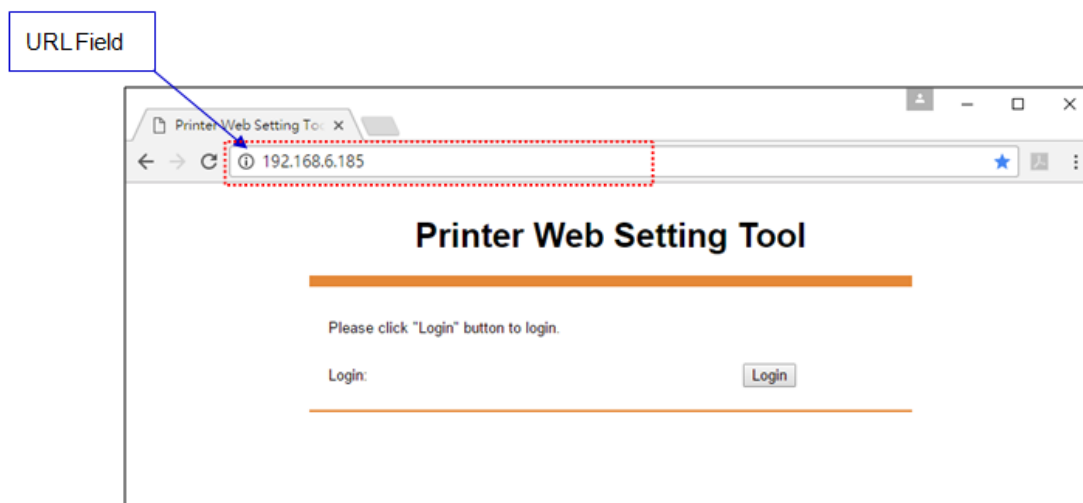 URL Field
Printer Web Setting Too
192.168.6.185
Printer Web Setting Tool
Please click "Login" button to login.
Login:
Login